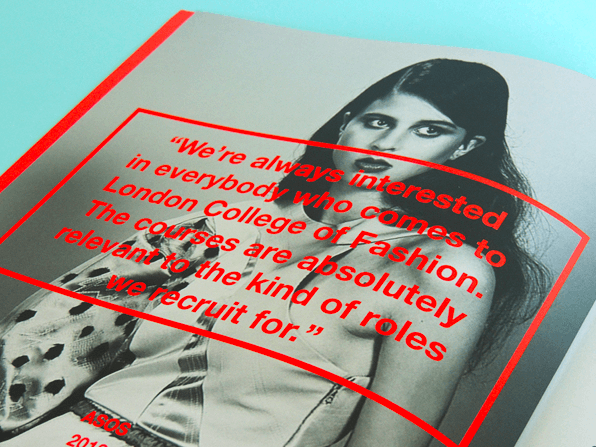 “We’re always interested
in everybody who comes to
London College of Fashion.
The courses are absolutely
relevant to the kind of roles
we recruit for.”
ASOS